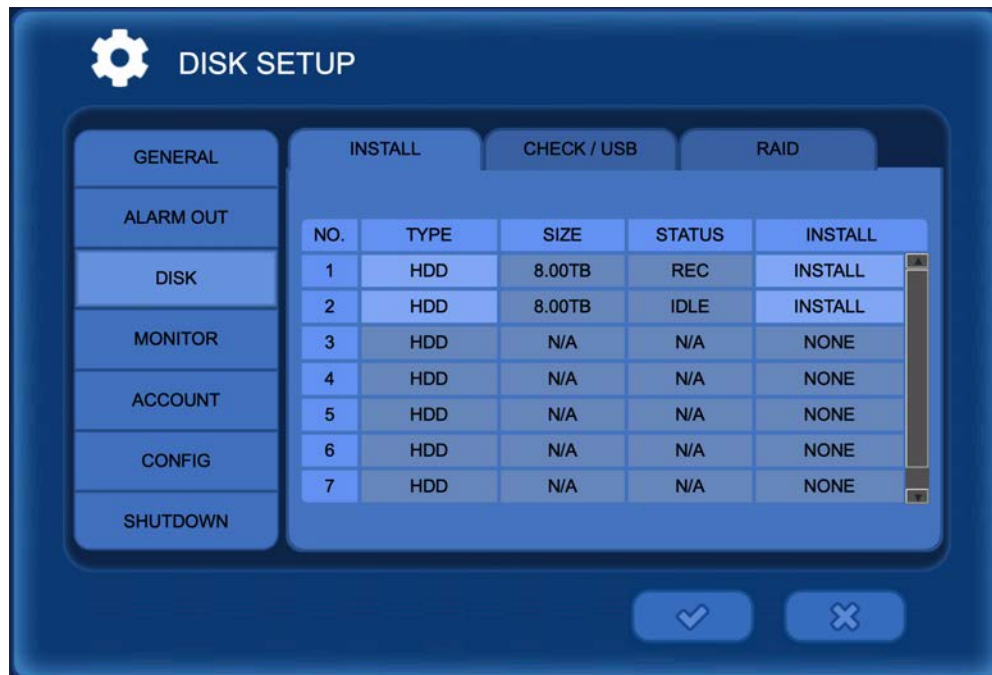 DISK SETUP
GENERAL
ALARM OUT
DISK
MONITOR
ACCOUNT
CONFIG
SHUTDOWN
INSTALL CHECK / USB RAID
NO. TYPE SIZE STATUS INSTALL
1 HDD 8.00TB REC INSTALL
2 HDD 8.00TB IDLE INSTALL
3 HDD N/A N/A NONE
4 HDD N/A N/A NONE
5 HDD N/A N/A NONE
6 HDD N/A N/A NONE
7 HDD N/A N/A NONE